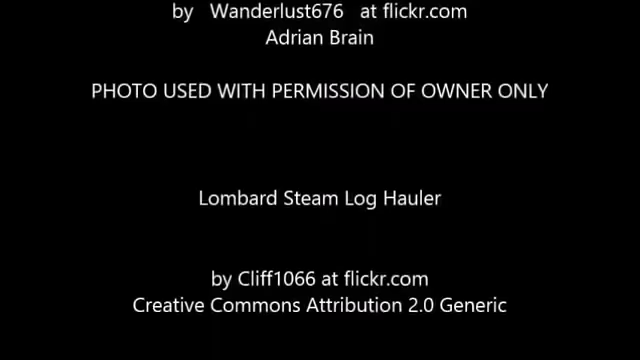 by Wanderlust676 at flickr.com
Adrian Brain
PHOTO USED WITH PERMISSION OF OWNER ONLY
Lombard Steam Log Hauler
by Cliff1066 at flickr.com
Creative Commons Attribution 2.0 Generic